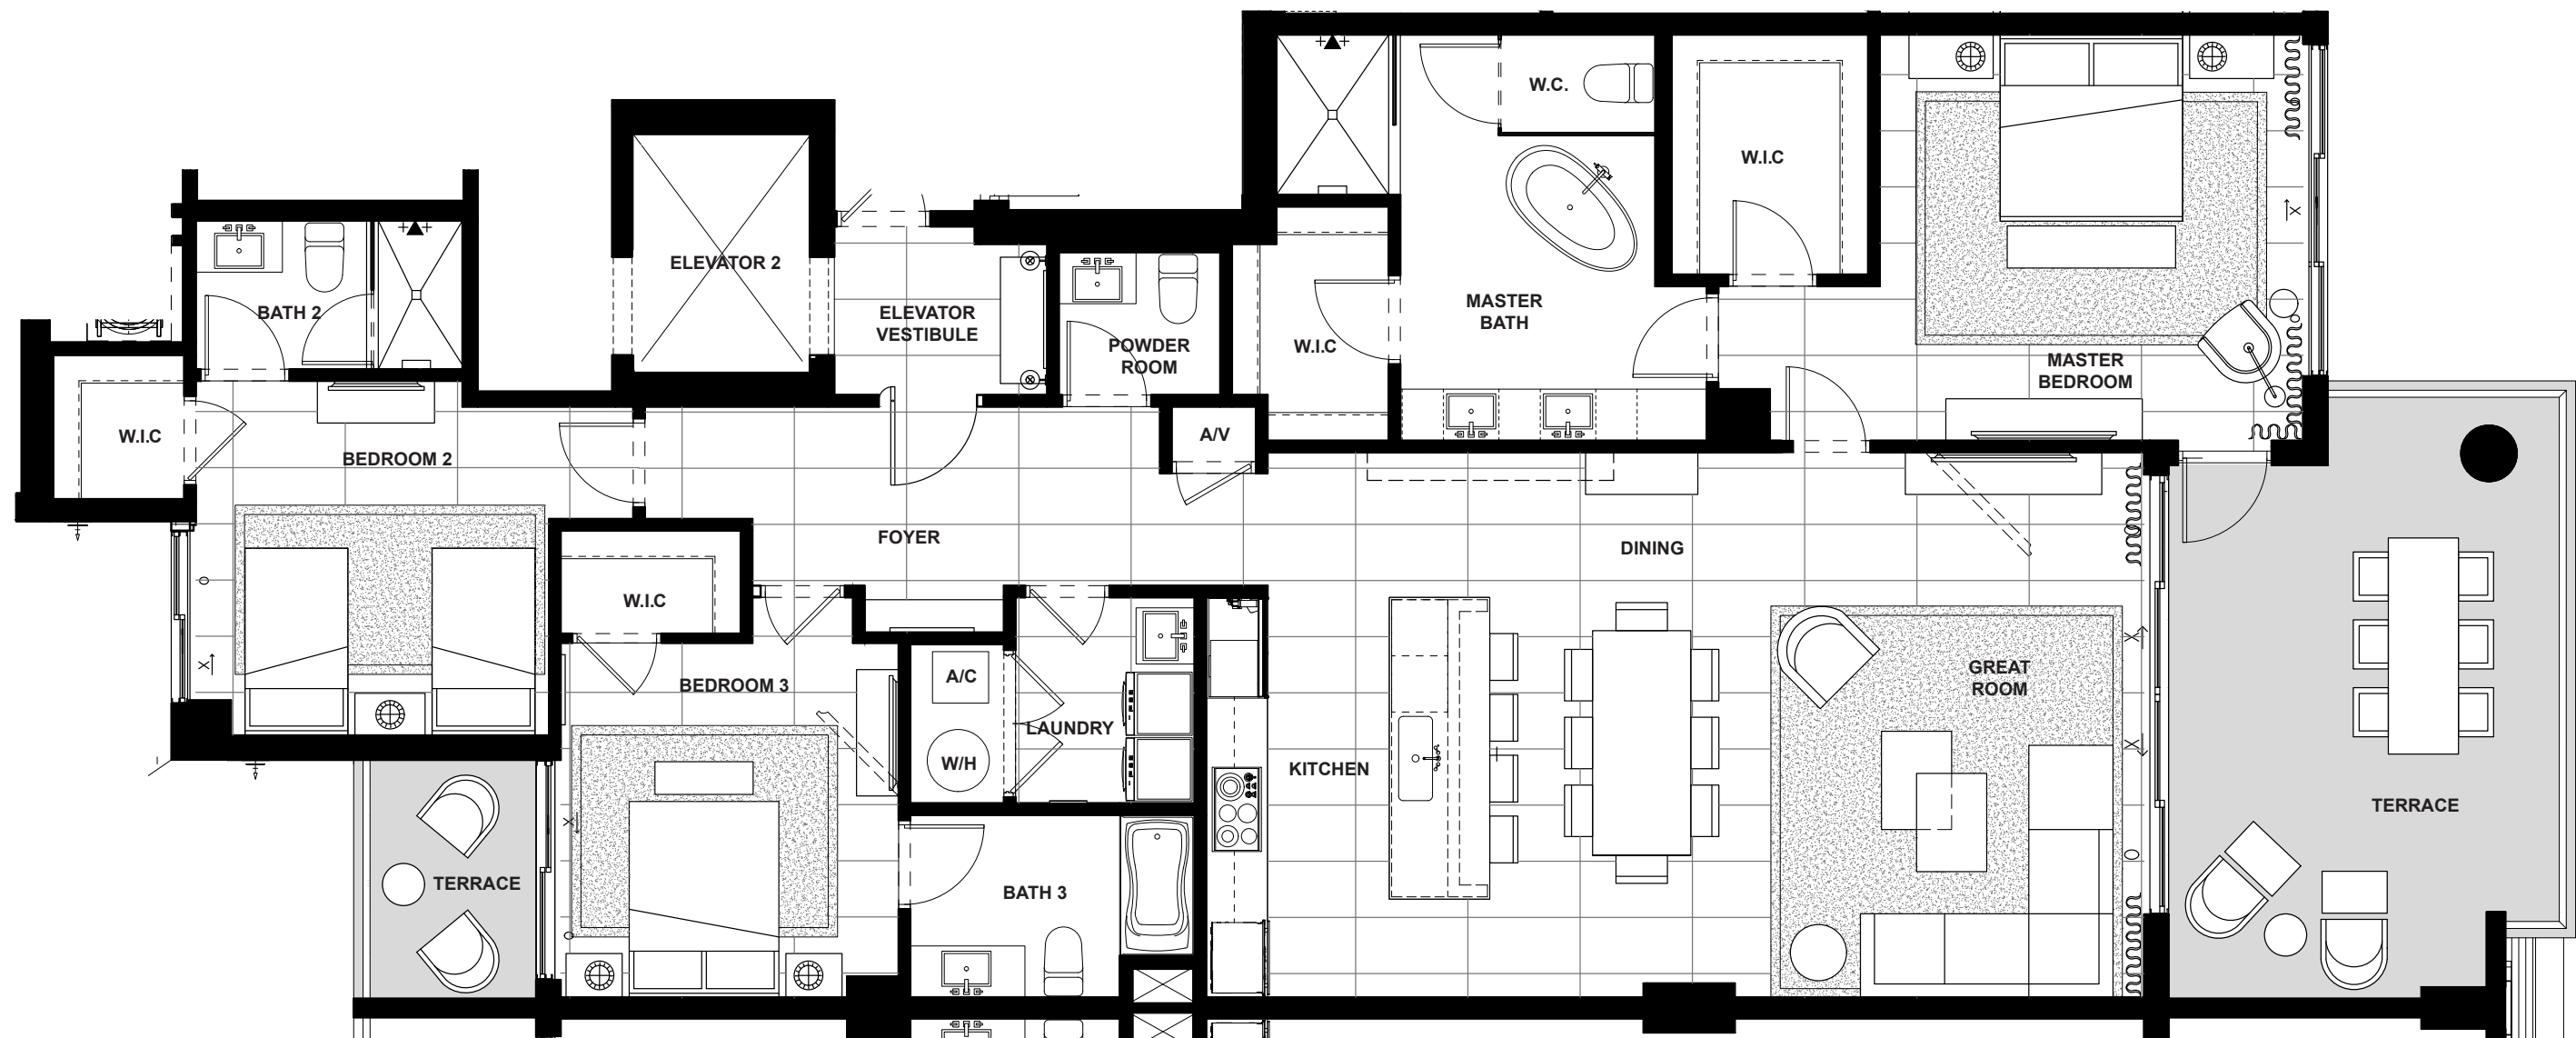 W.C.
W.I.C
ELEVATOR 2
BATH 2
ELEVATOR
VESTIBULE
POWDER
ROOM
W.I.C
MASTER
BATH
MASTER
BEDROOM
W.I.C
BEDROOM 2
A/V
FOYER
DINING
W.I.C
BEDROOM 3
A/C
LAUNDRY
W/H
KITCHEN
GREAT
ROOM
TERRACE
TERRACE
BATH 3
X
O
X
X
O
X
X
O